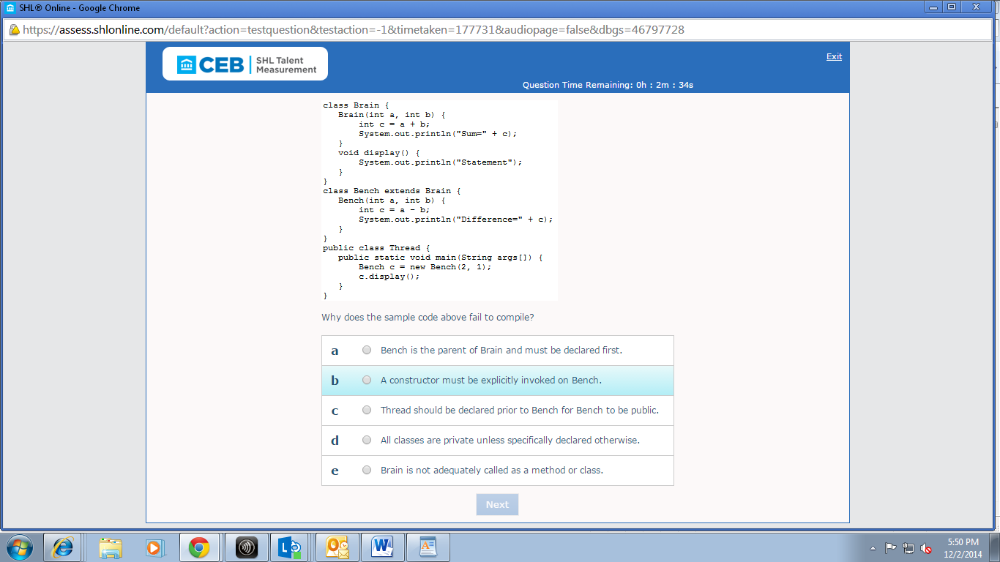 SHL® Online - Google Chrome
https://assess.shlonline.com/default?action=testquestion&testaction=-1&timetaken=177731&audiopage=false&dbgs=46797728
CEB SHL Talent
Measurement
Exit
Question Time Remaining: 0h : 2m : 34s
class Brain {
Brain(int a, int b) {
int c = a + b;
System.out.println("Sum=" + c);
}
void display() {
System.out.println("Statement");
}
}
class Bench extends Brain {
Bench(int a, int b) {
int c = a - b;
System.out.println("Difference=" + c);
}
}
public class Thread {
public static void main(String args[]) {
Bench c = new Bench(2, 1);
c.display();
}
}
Why does the sample code above fail to compile?
a Bench is the parent of Brain and must be declared first.
b A constructor must be explicitly invoked on Bench.
c Thread should be declared prior to Bench for Bench to be public.
d All classes are private unless specifically declared otherwise.
e Brain is not adequately called as a method or class.
Next
5:50 PM
12/2/2014